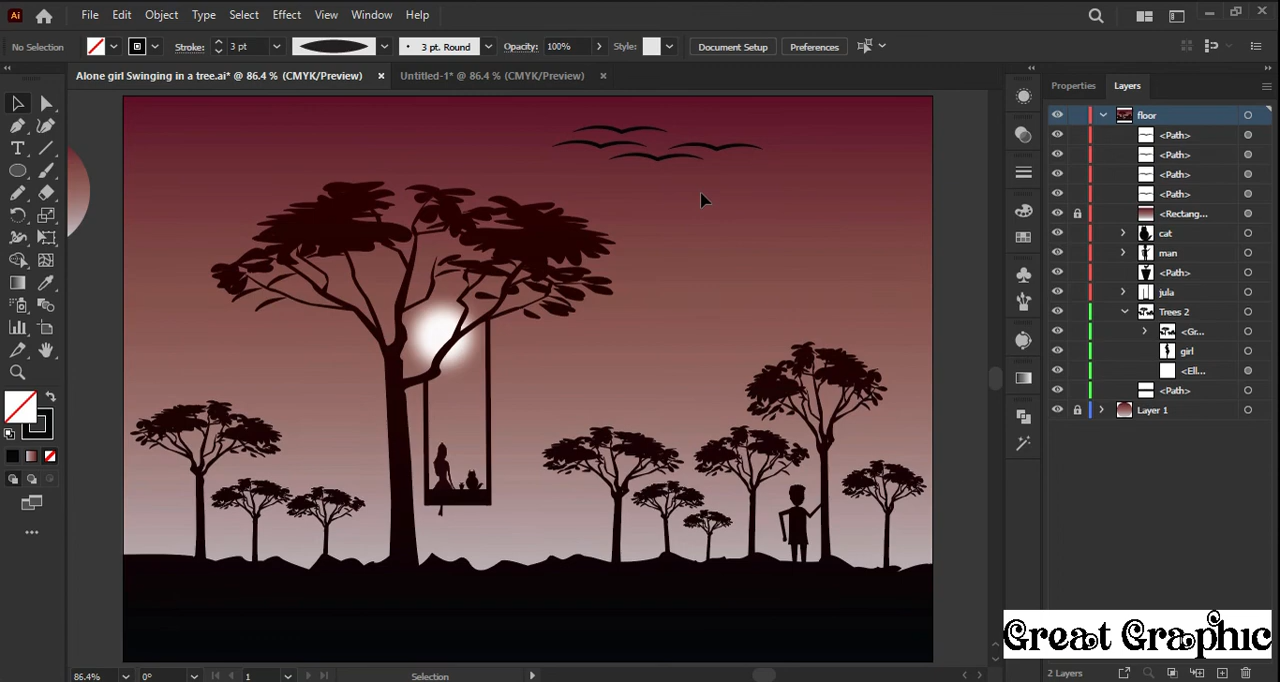 Ai File Edit Object Type Select Effect View Window Help
No Selection Stroke: 3 pt 3 pt. Round Opacity: 100% Style: Document Setup Preferences
Alone girl Swinging in a tree.ai* @ 86.4 % (CMYK/Preview) × Untitled-1* @ 86.4 % (CMYK/Preview) ×
Properties Layers
floor
<Path>
<Path>
<Path>
<Path>
<Rectang...
cat
man
<Path>
jula
Trees 2
<Gr...
girl
<Ell...
<Path>
Layer 1
Great Graphic
86.4% 0° 1 Selection 2 Layers